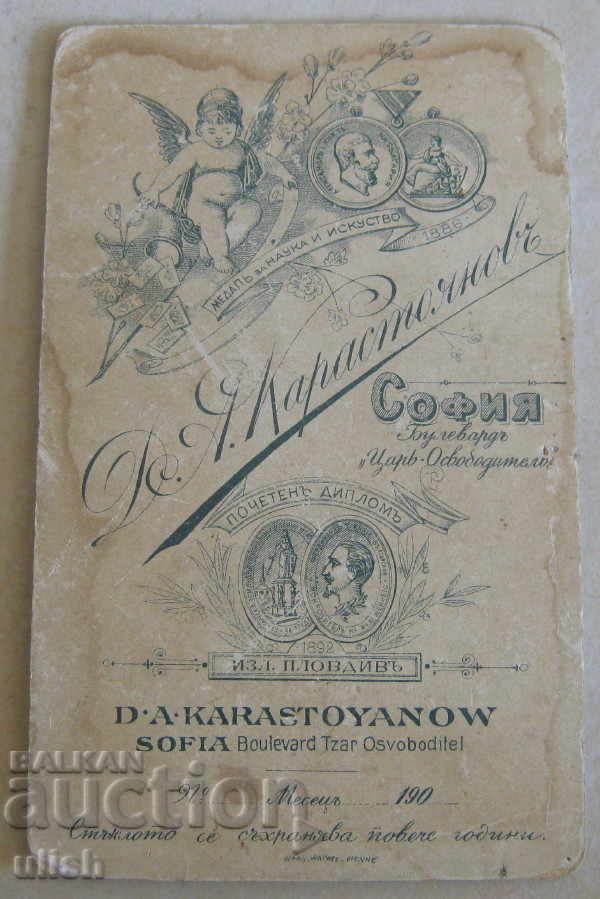 МЕДАЛЪ ЗА НАУКА И ИСКУСТВО 1886
Д. А. Карастояновъ
СОФИЯ
Булевардъ
„Царь-Освободитель"
ПОЧЕТЕНЪ ДИПЛОМЪ
1892
ИЗЛ. ПЛОВДИВЪ
D·A·KARASTOYANOW
SOFIA Boulevard Tzar Osvoboditel
№ Месецъ 190
Стъклото се съхранява повече години.
BALKAN
auction
ulish